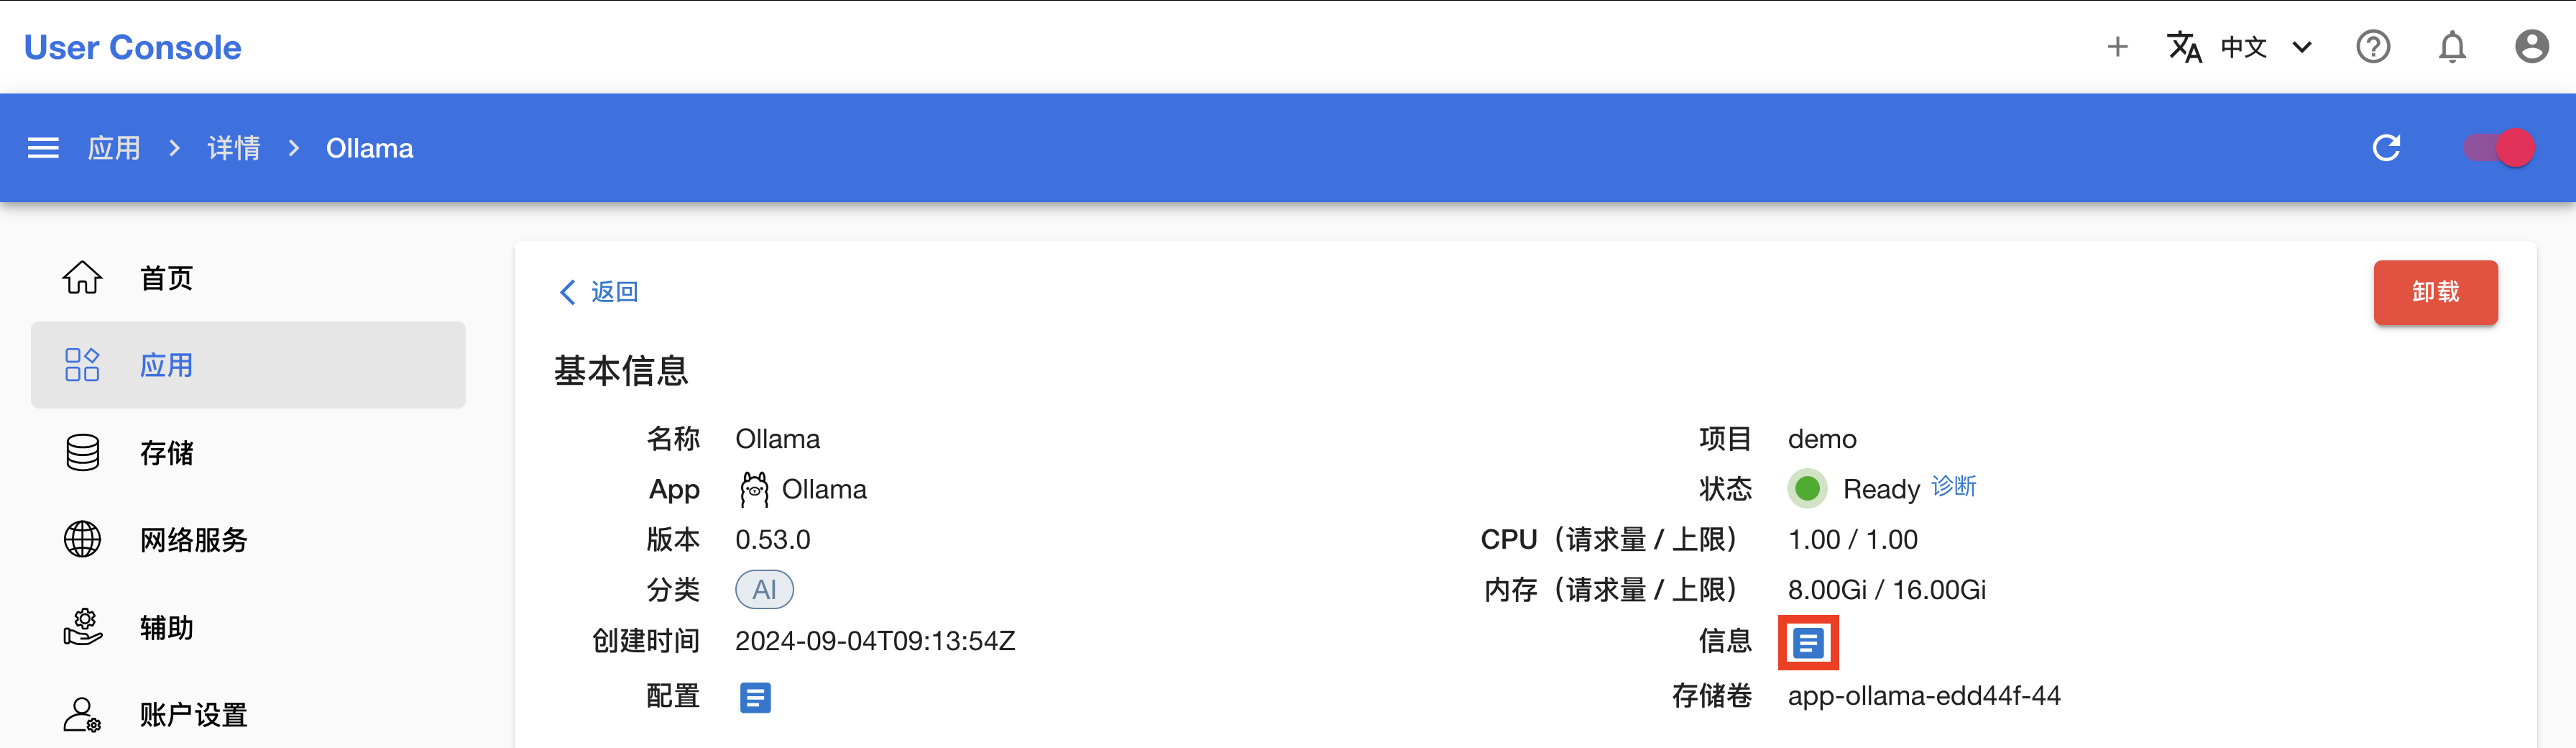 User Console
中文
应用 > 详情 > Ollama
首页
应用
存储
网络服务
辅助
账户设置
返回
卸载
基本信息
名称 Ollama
App Ollama
版本 0.53.0
分类 AI
创建时间 2024-09-04T09:13:54Z
配置
项目 demo
状态 Ready 诊断
CPU（请求量 / 上限） 1.00 / 1.00
内存（请求量 / 上限） 8.00Gi / 16.00Gi
信息
存储卷 app-ollama-edd44f-44